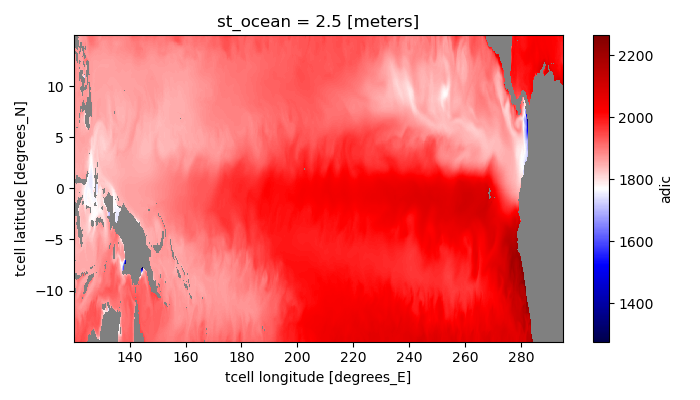 st_ocean = 2.5 [meters]
10
5
0
−5
−10
tcell latitude [degrees_N]
140 160 180 200 220 240 260 280
tcell longitude [degrees_E]
2200
2000
1800
1600
1400
adic